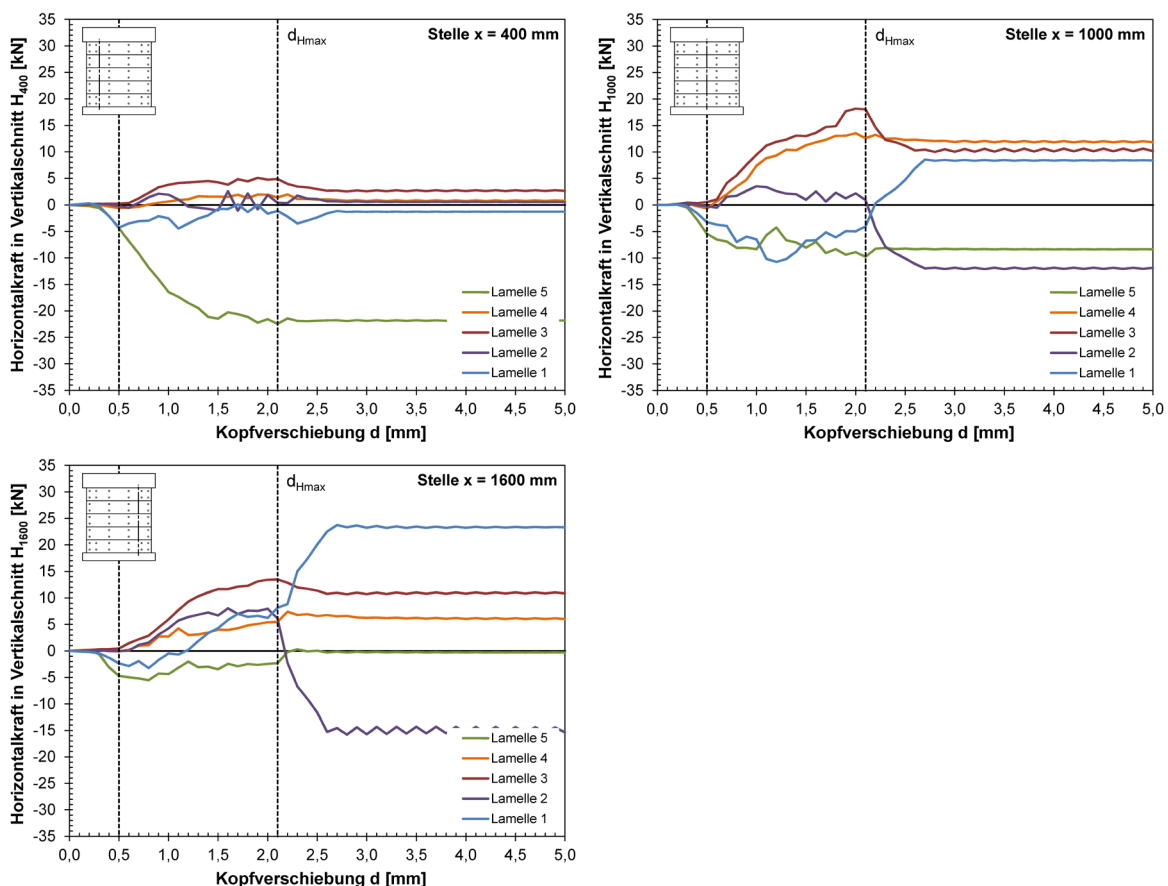 Horizontalkraft in Vertikalschnitt H400 [kN]
35
30
25
20
15
10
5
0
-5
-10
-15
-20
-25
-30
-35
dHmax
Stelle x = 400 mm
Lamelle 5
Lamelle 4
Lamelle 3
Lamelle 2
Lamelle 1
0,0 0,5 1,0 1,5 2,0 2,5 3,0 3,5 4,0 4,5 5,0
Kopfverschiebung d [mm]
Horizontalkraft in Vertikalschnitt H1000 [kN]
35
30
25
20
15
10
5
0
-5
-10
-15
-20
-25
-30
-35
dHmax
Stelle x = 1000 mm
Lamelle 5
Lamelle 4
Lamelle 3
Lamelle 2
Lamelle 1
0,0 0,5 1,0 1,5 2,0 2,5 3,0 3,5 4,0 4,5 5,0
Kopfverschiebung d [mm]
Horizontalkraft in Vertikalschnitt H1600 [kN]
35
30
25
20
15
10
5
0
-5
-10
-15
-20
-25
-30
-35
dHmax
Stelle x = 1600 mm
Lamelle 5
Lamelle 4
Lamelle 3
Lamelle 2
Lamelle 1
0,0 0,5 1,0 1,5 2,0 2,5 3,0 3,5 4,0 4,5 5,0
Kopfverschiebung d [mm]